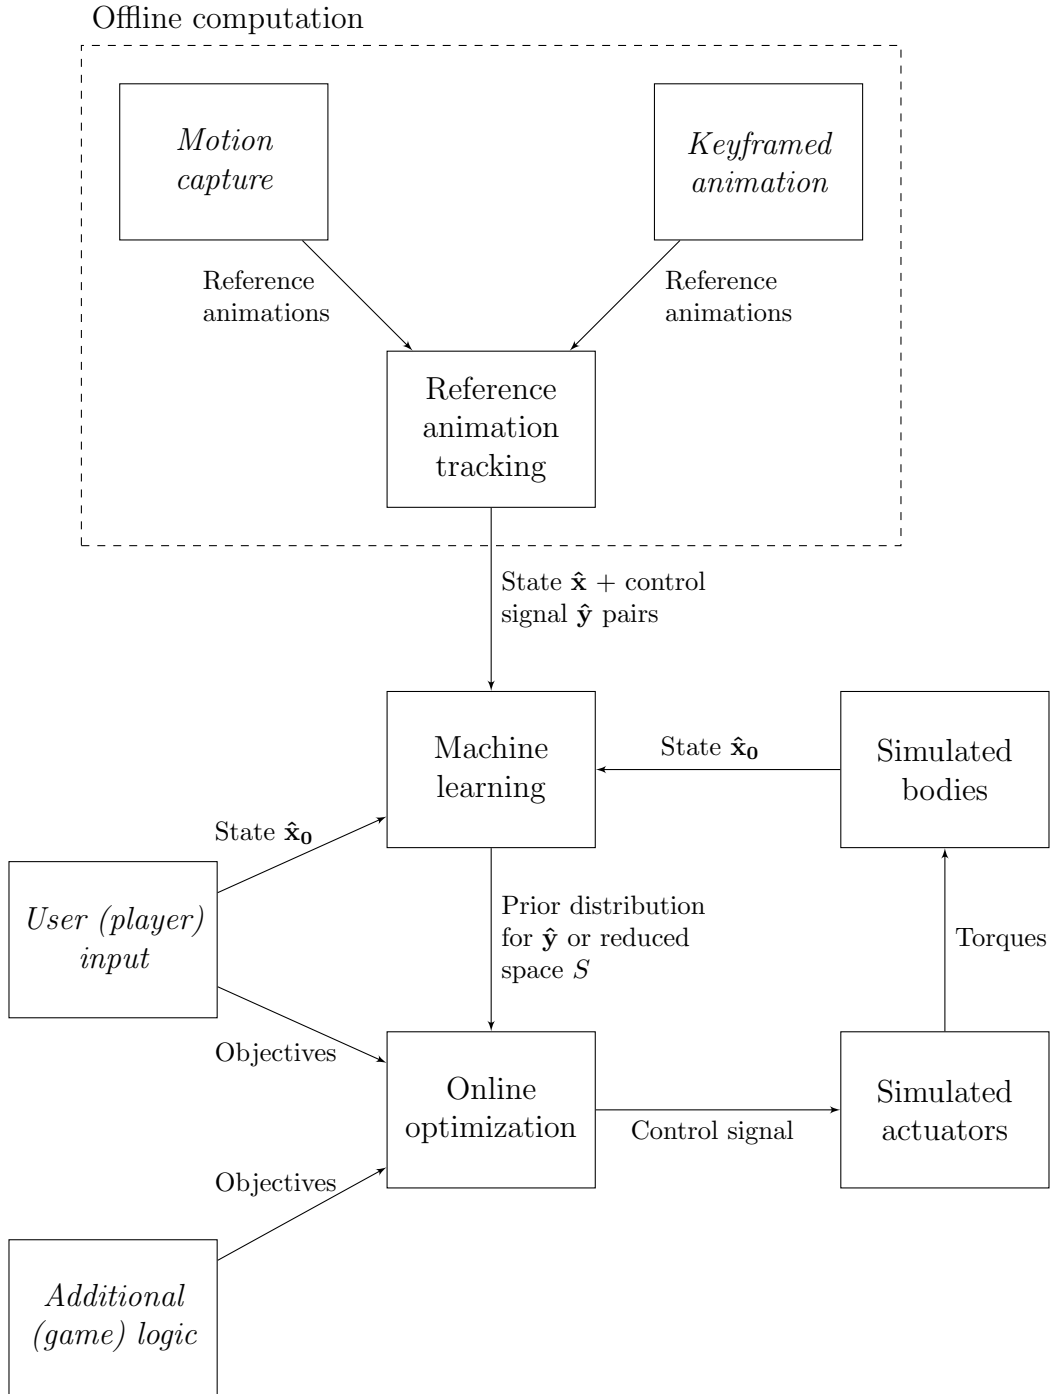 Offline computation
Motion
capture
Keyframed
animation
Reference
animations
Reference
animations
Reference
animation
tracking
State x̂ + control
signal ŷ pairs
Machine
learning
State x̂₀
Simulated
bodies
State x̂₀
User (player)
input
Prior distribution
for ŷ or reduced
space S
Torques
Objectives
Online
optimization
Control signal
Simulated
actuators
Objectives
Additional
(game) logic